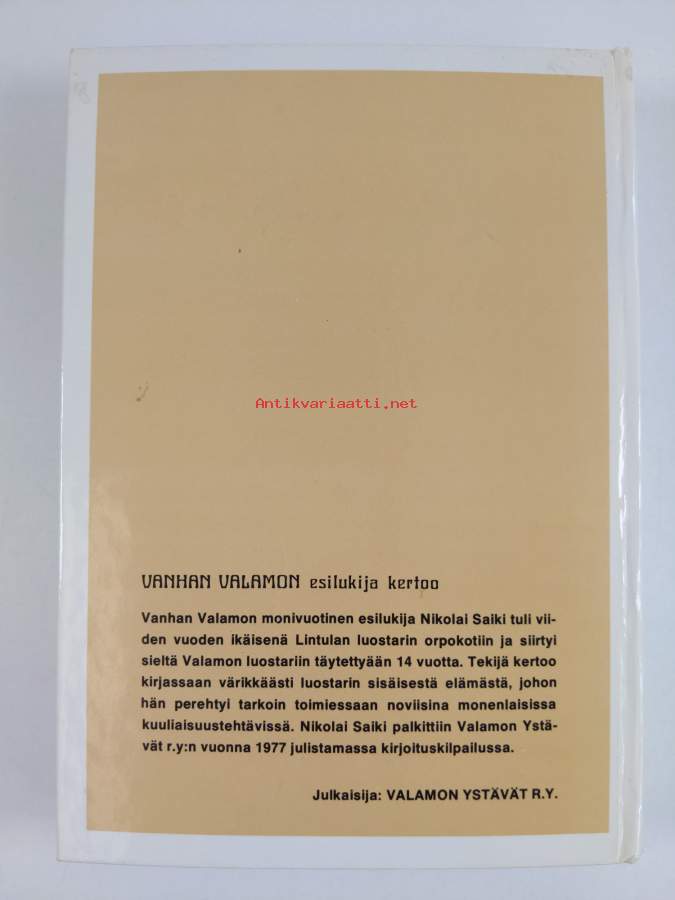 Antikvariaatti.net
VANHAN VALAMON esilukija kertoo
Vanhan Valamon monivuotinen esilukija Nikolai Saiki tuli vii-
den vuoden ikäisenä Lintulan luostarin orpokotiin ja siirtyi
sieltä Valamon luostariin täytettyään 14 vuotta. Tekijä kertoo
kirjassaan värikkäästi luostarin sisäisestä elämästä, johon
hän perehtyi tarkoin toimiessaan noviisina monenlaisissa
kuuliaisuustehtävissä. Nikolai Saiki palkittiin Valamon Ystä-
vät r.y:n vuonna 1977 julistamassa kirjoituskilpailussa.
Julkaisija: VALAMON YSTÄVÄT R.Y.